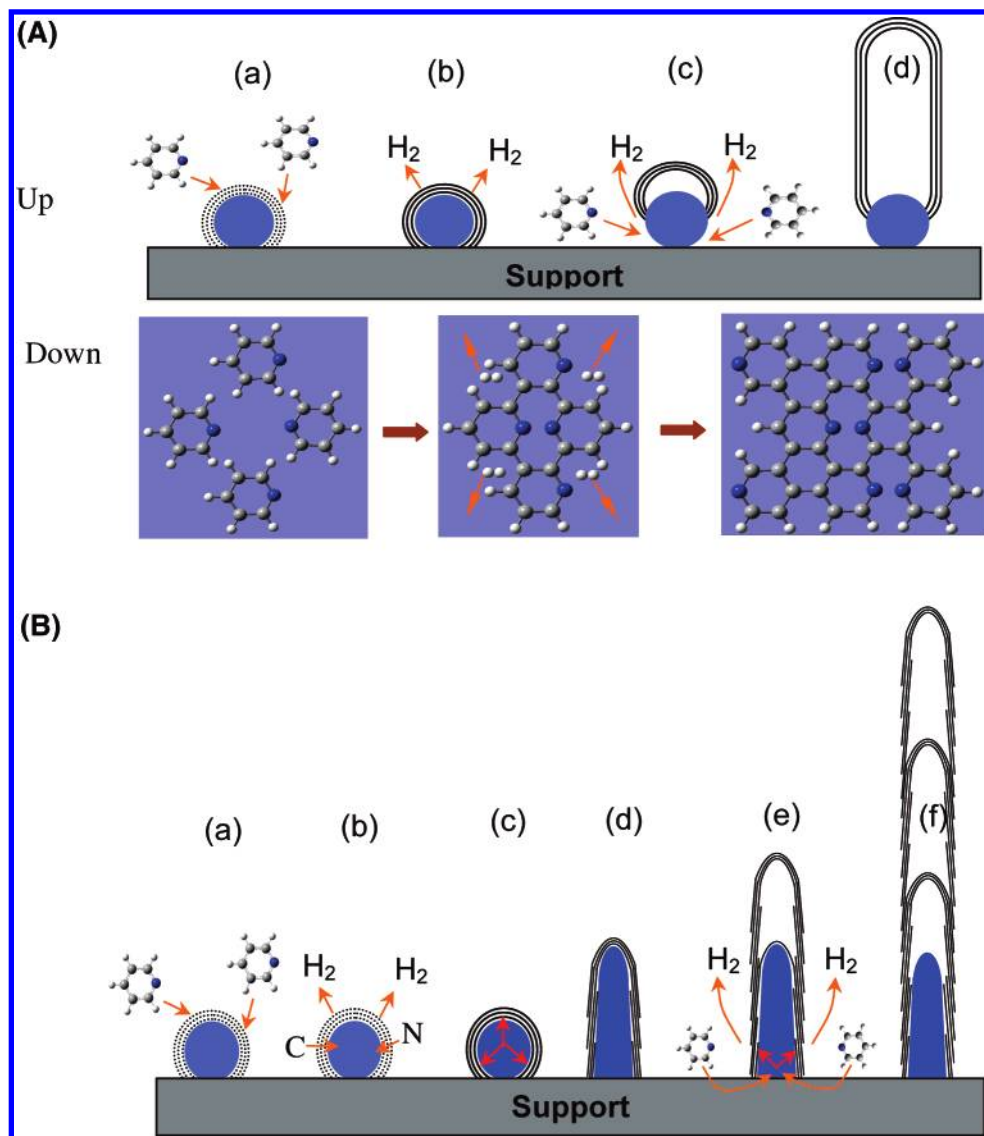 (A)
(a) (b) (c) (d)
H2 H2 H2 H2
Up
Support
Down
(B)
(a) (b) (c) (d) (e) (f)
H2 H2 H2 H2
C N
Support